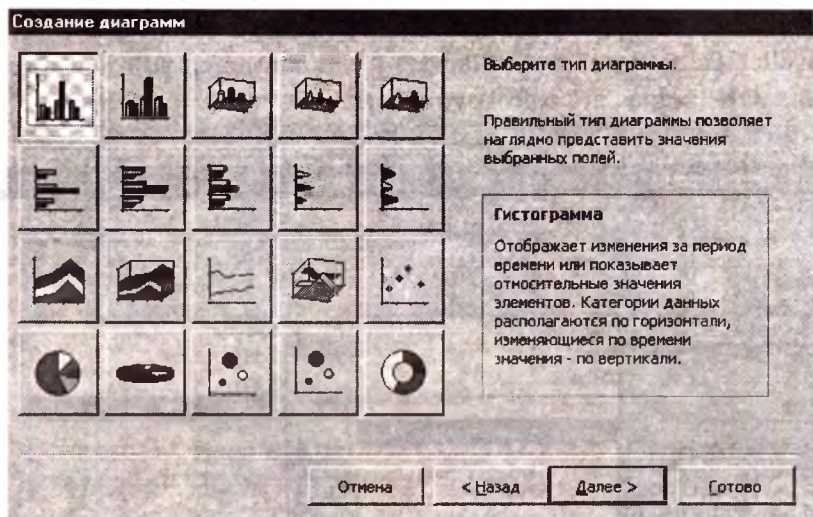 Создание диаграмм
Выберите тип диаграммы.
Правильный тип диаграммы позволяет
наглядно представить значения
выбранных полей.
Гистограмма
Отображает изменения за период
времени или показывает
относительные значения
элементов. Категории данных
располагаются по горизонтали,
изменяющиеся по времени
значения - по вертикали.
Отмена
< Назад
Далее >
Готово